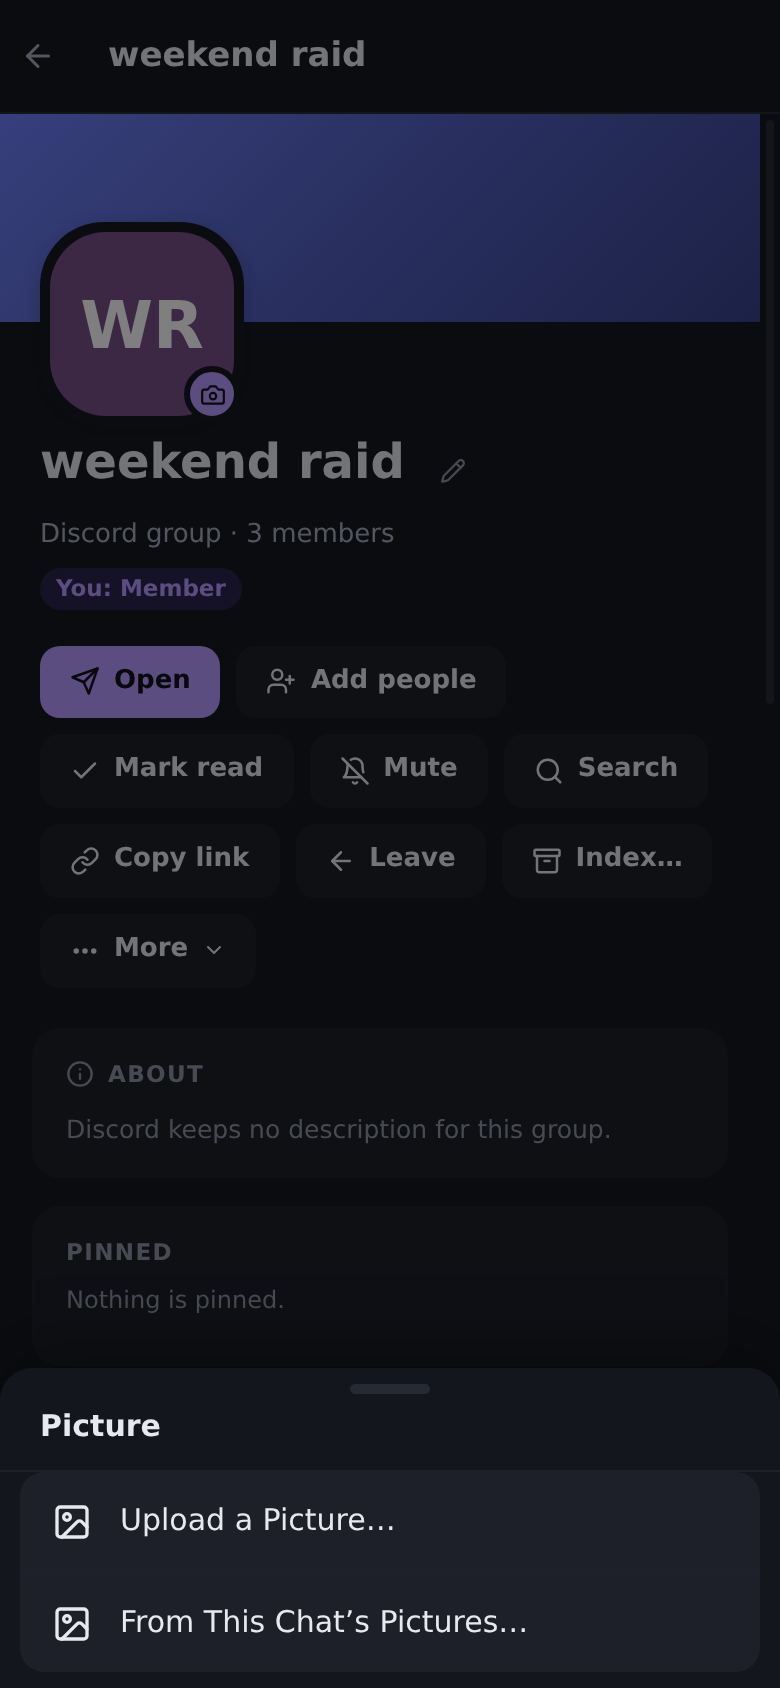 weekend raid
WR
weekend raid
Discord group · 3 members
You: Member
Open
Add people
Mark read
Mute
Search
Copy link
Leave
Index…
More
ABOUT
Discord keeps no description for this group.
PINNED
Nothing is pinned.
Picture
Upload a Picture…
From This Chat’s Pictures…